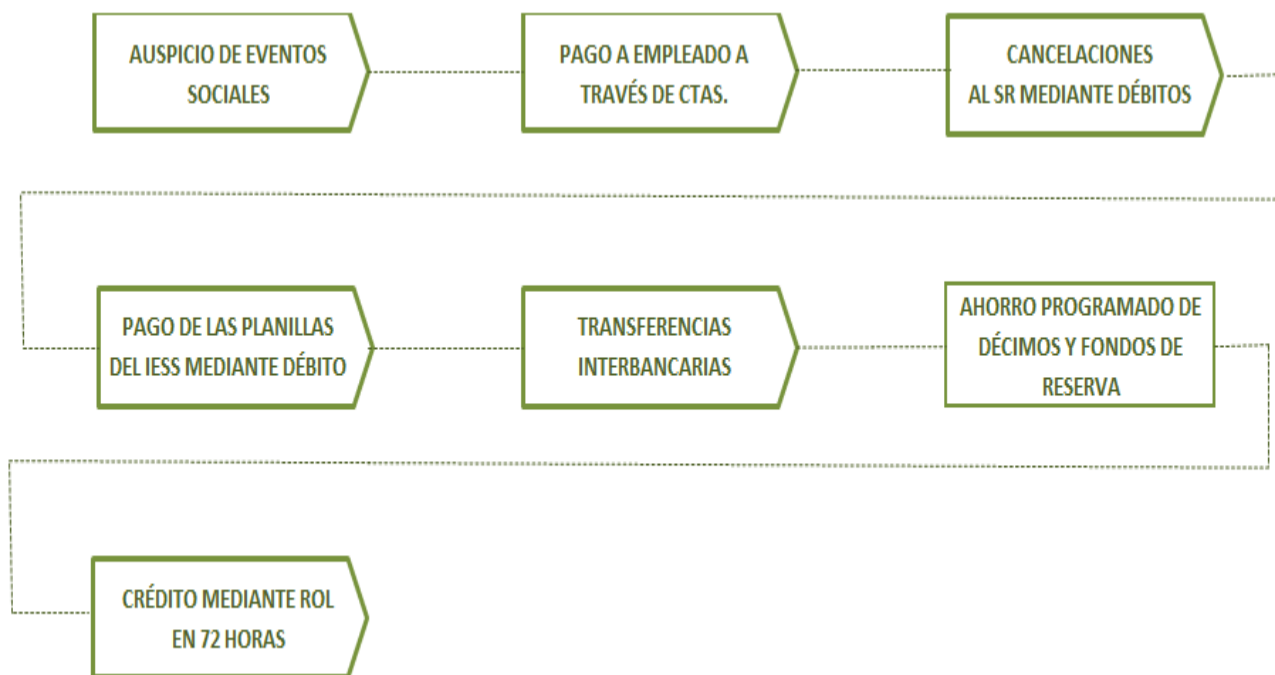 AUSPICIO DE EVENTOS
SOCIALES
PAGO A EMPLEADO A
TRAVÉS DE CTAS.
CANCELACIONES
AL SR MEDIANTE DÉBITOS
PAGO DE LAS PLANILLAS
DEL IESS MEDIANTE DÉBITO
TRANSFERENCIAS
INTERBANCARIAS
AHORRO PROGRAMADO DE
DÉCIMOS Y FONDOS DE
RESERVA
CRÉDITO MEDIANTE ROL
EN 72 HORAS